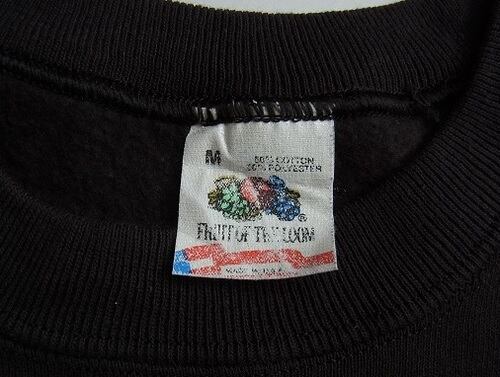 M
50% COTTON
50% POLYESTER
®
FRUIT OF THE LOOM
MADE IN U.S.A.